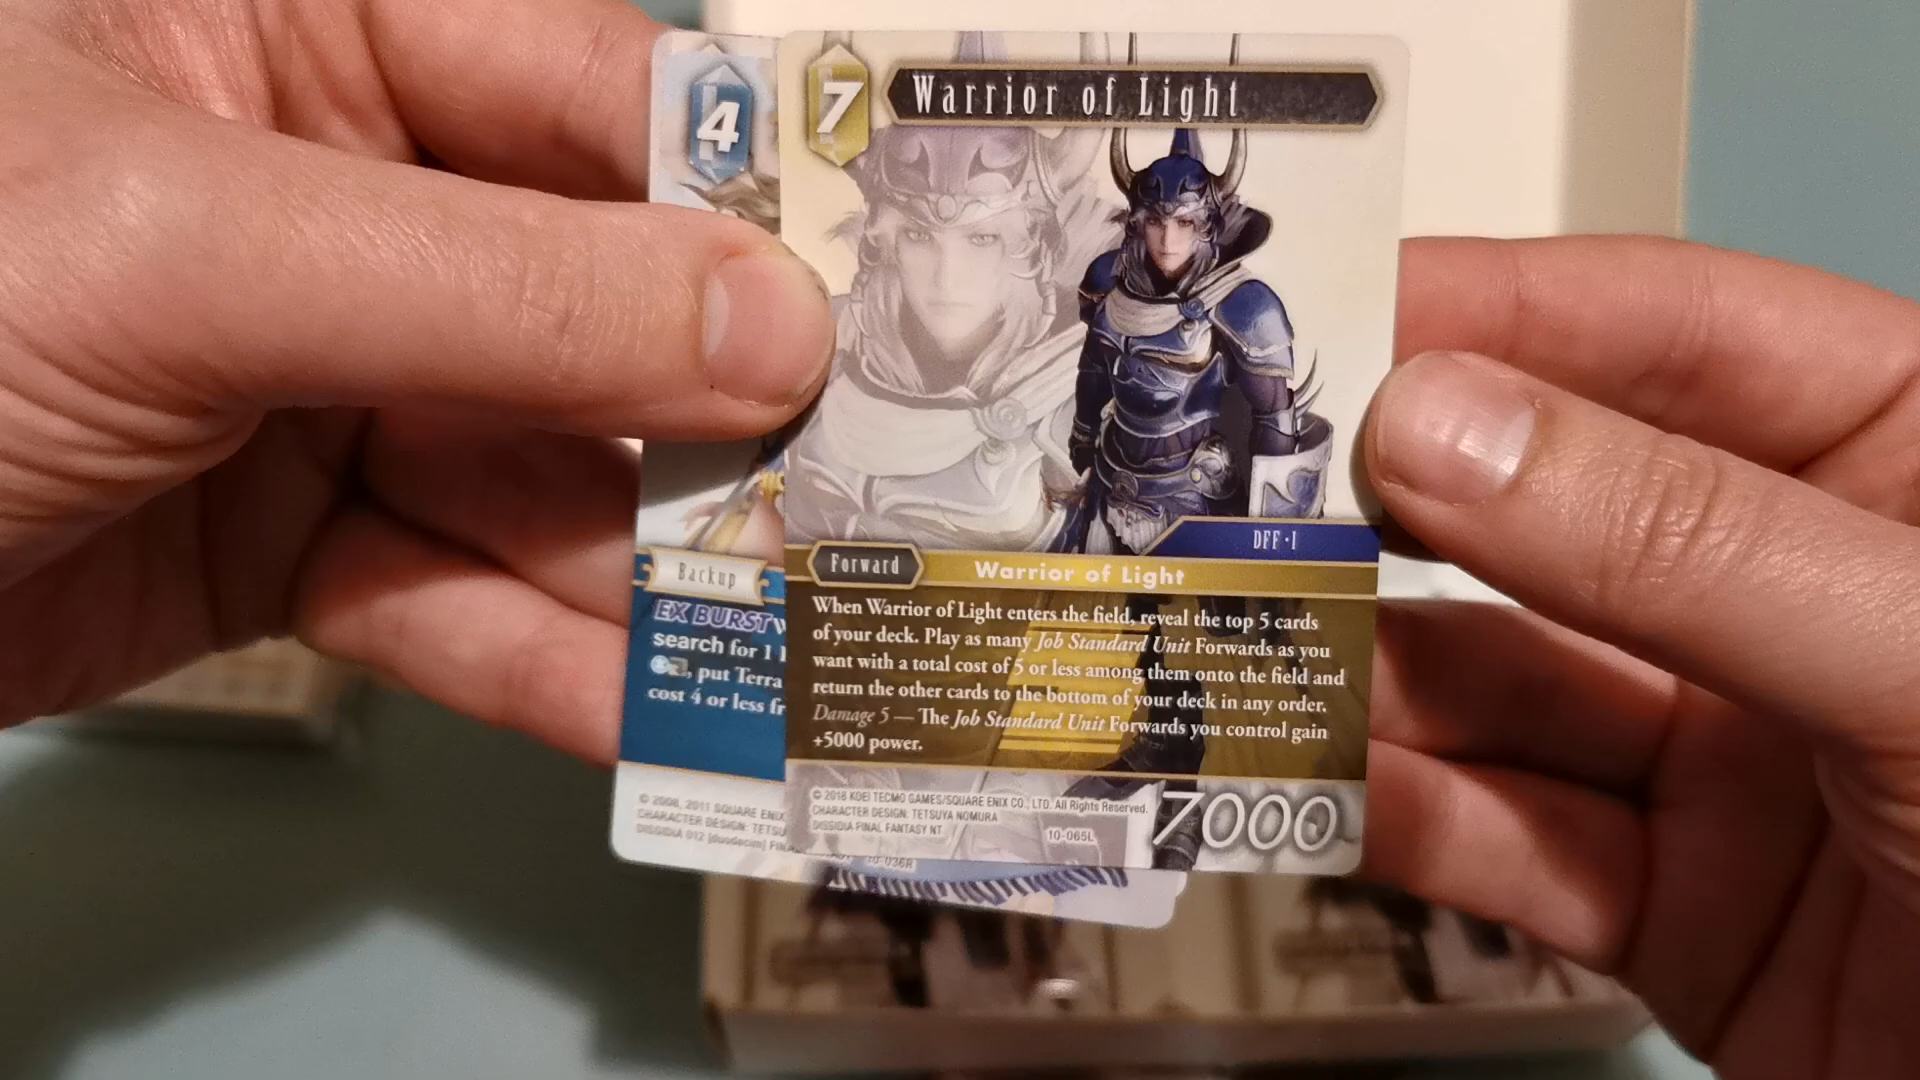 4
Backup
EX BURST
search for 1
, put Terra
cost 4 or less fr
© 2008, 2011 SQUARE ENIX
CHARACTER DESIGN: TETSU
DISSIDIA 012 [duodecim] FINA
10-036R
7
Warrior of Light
DFF·I
Forward
Warrior of Light
When Warrior of Light enters the field, reveal the top 5 cards
of your deck. Play as many Job Standard Unit Forwards as you
want with a total cost of 5 or less among them onto the field and
return the other cards to the bottom of your deck in any order.
Damage 5 — The Job Standard Unit Forwards you control gain
+5000 power.
© 2018 KOEI TECMO GAMES/SQUARE ENIX CO., LTD. All Rights Reserved.
CHARACTER DESIGN: TETSUYA NOMURA
DISSIDIA FINAL FANTASY NT
10-065L
7000